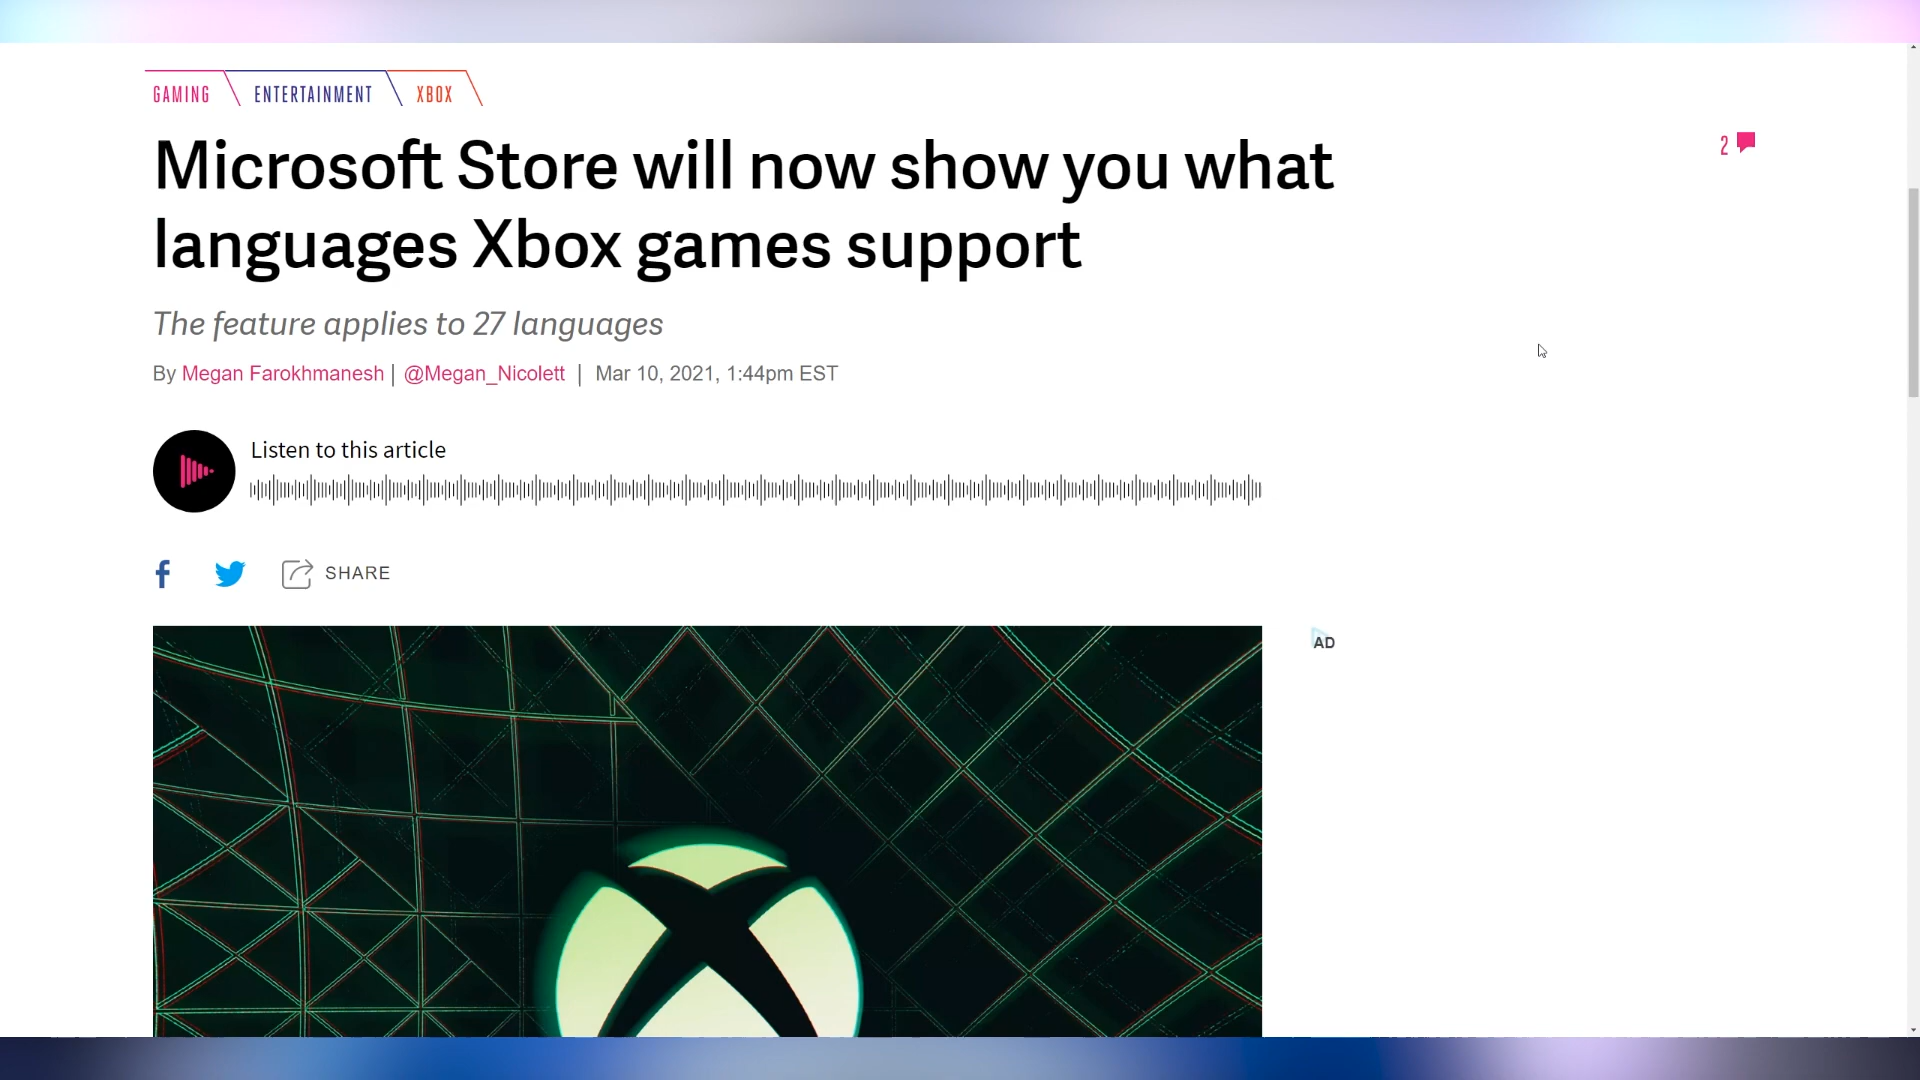 GAMING ENTERTAINMENT XBOX
Microsoft Store will now show you what
languages Xbox games support
2
The feature applies to 27 languages
By Megan Farokhmanesh | @Megan_Nicolett | Mar 10, 2021, 1:44pm EST
Listen to this article
SHARE
AD